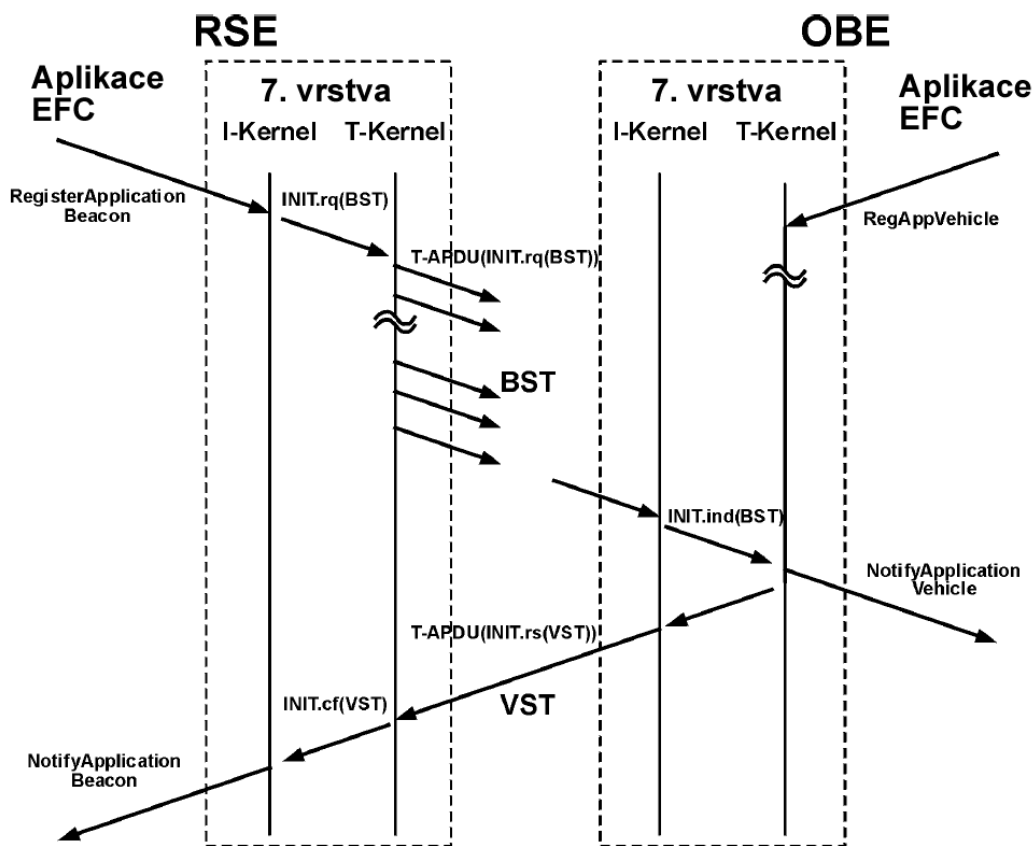 RSE
OBE
Aplikace
EFC
7. vrstva
I-Kernel T-Kernel
7. vrstva
I-Kernel T-Kernel
Aplikace
EFC
RegisterApplication
Beacon
INIT.rq(BST)
RegAppVehicle
T-APDU(INIT.rq(BST))
BST
INIT.ind(BST)
NotifyApplication
Vehicle
T-APDU(INIT.rs(VST))
INIT.cf(VST)
VST
NotifyApplication
Beacon